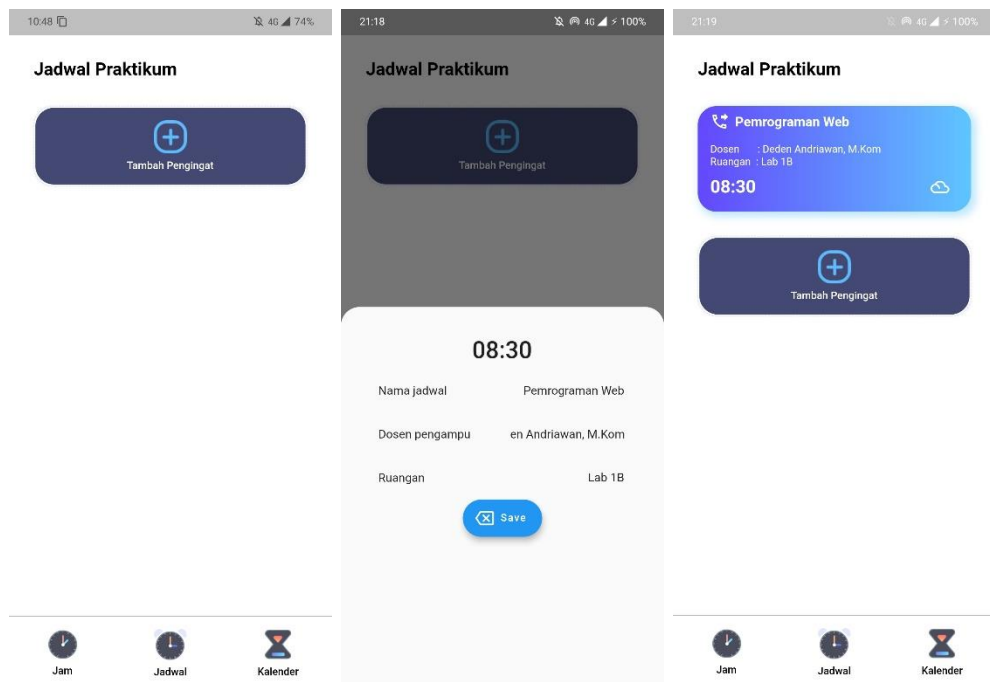 10:48 4G 74%
Jadwal Praktikum
Tambah Pengingat
Jam Jadwal Kalender
21:18 4G 100%
Jadwal Praktikum
Tambah Pengingat
08:30
Nama jadwal Pemrograman Web
Dosen pengampu en Andriawan, M.Kom
Ruangan Lab 1B
Save
21:19 4G 100%
Jadwal Praktikum
Pemrograman Web
Dosen : Deden Andriawan, M.Kom
Ruangan : Lab 1B
08:30
Tambah Pengingat
Jam Jadwal Kalender